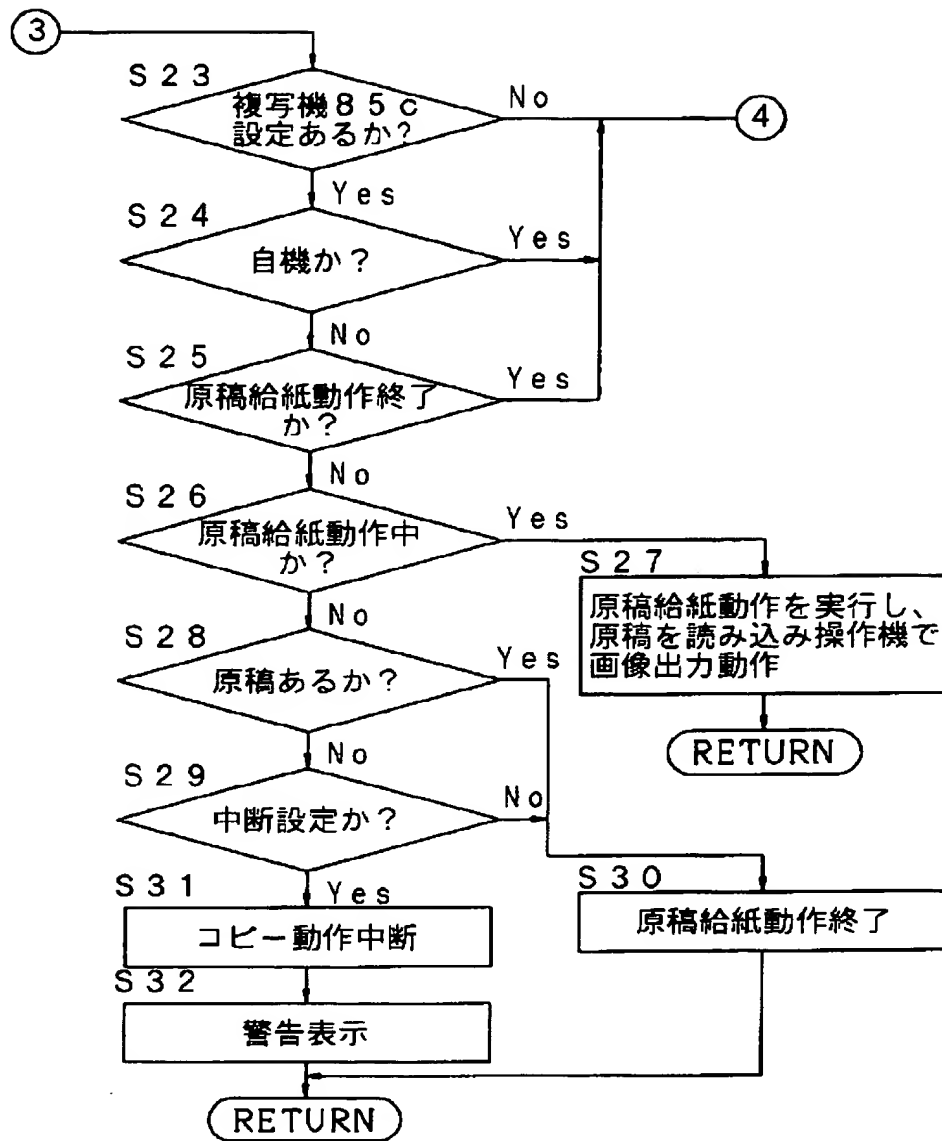 3
S23
複写機85c
設定あるか?
No
4
Yes
S24
自機か?
Yes
No
S25
原稿給紙動作終了
か?
Yes
No
S26
原稿給紙動作中
か?
Yes
S27
原稿給紙動作を実行し、
原稿を読み込み操作機で
画像出力動作
RETURN
No
S28
原稿あるか?
Yes
No
S29
中断設定か?
No
S30
原稿給紙動作終了
Yes
S31
コピー動作中断
S32
警告表示
RETURN